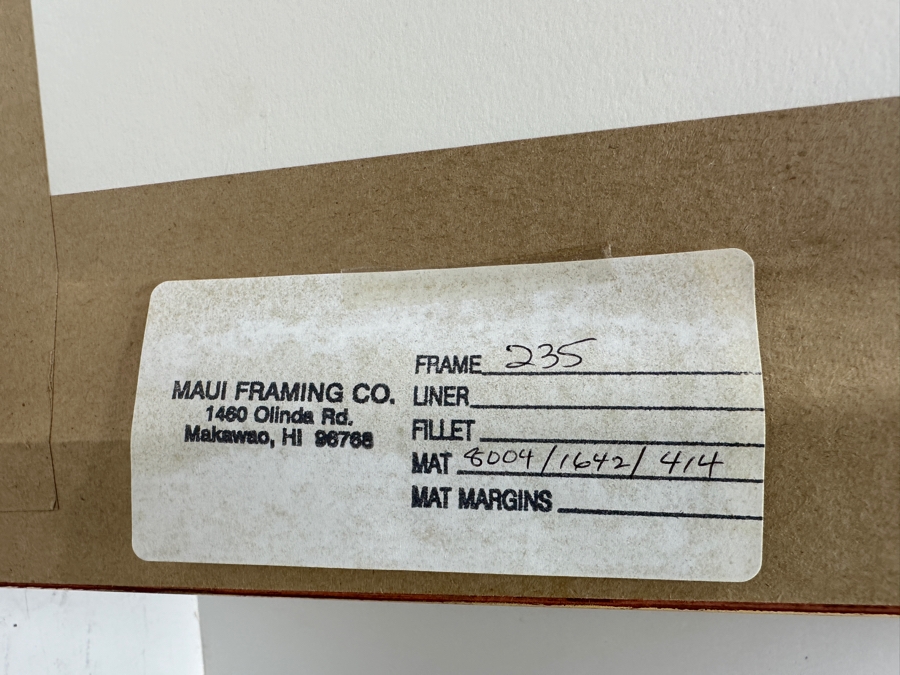 MAUI FRAMING CO.
1460 Olinda Rd.
Makawao, HI 96768
FRAME 235
LINER
FILLET
MAT 8004/1642/414
MAT MARGINS